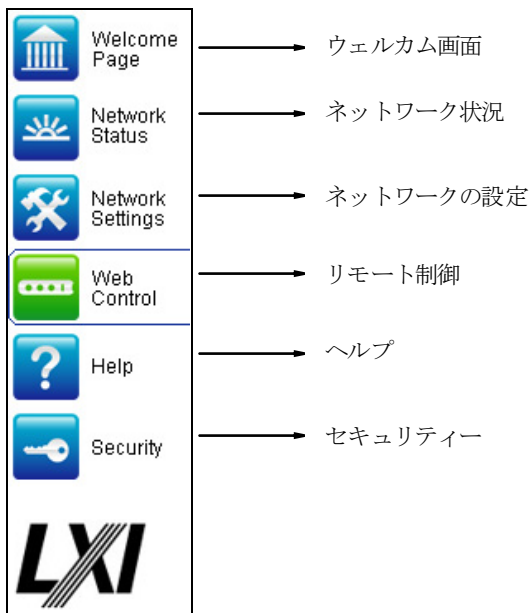 Welcome
Page
ウェルカム画面
Network
Status
ネットワーク状況
Network
Settings
ネットワークの設定
Web
Control
リモート制御
?
Help
ヘルプ
Security
セキュリティー
LXI